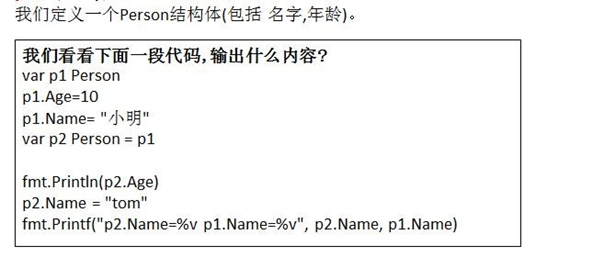 我们定义一个Person结构体(包括 名字,年龄)。
我们看看下面一段代码,输出什么内容?
var p1 Person
p1.Age=10
p1.Name= "小明"
var p2 Person = p1
fmt.Println(p2.Age)
p2.Name = "tom"
fmt.Printf("p2.Name=%v p1.Name=%v", p2.Name, p1.Name)